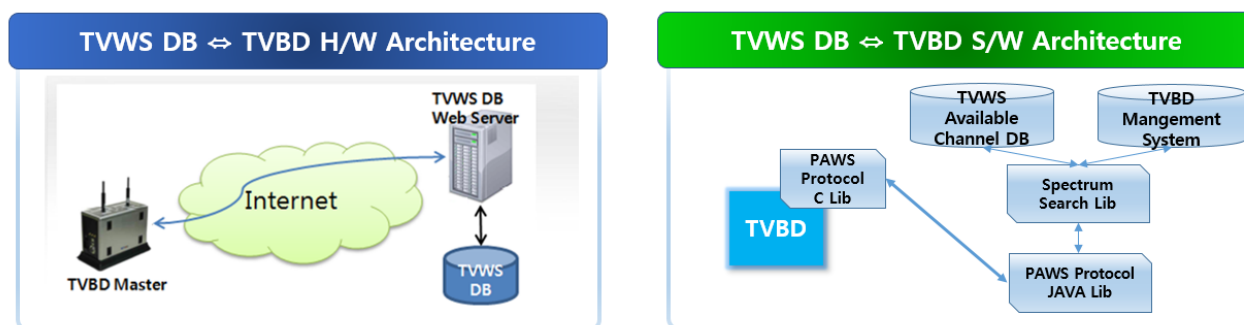 TVWS DB ⇔ TVBD H/W Architecture
TVWS DB
Web Server
Internet
TVBD Master
TVWS
DB
TVWS DB ⇔ TVBD S/W Architecture
TVWS
Available
Channel DB
TVBD
Mangement
System
PAWS
Protocol
C Lib
Spectrum
Search Lib
TVBD
PAWS Protocol
JAVA Lib